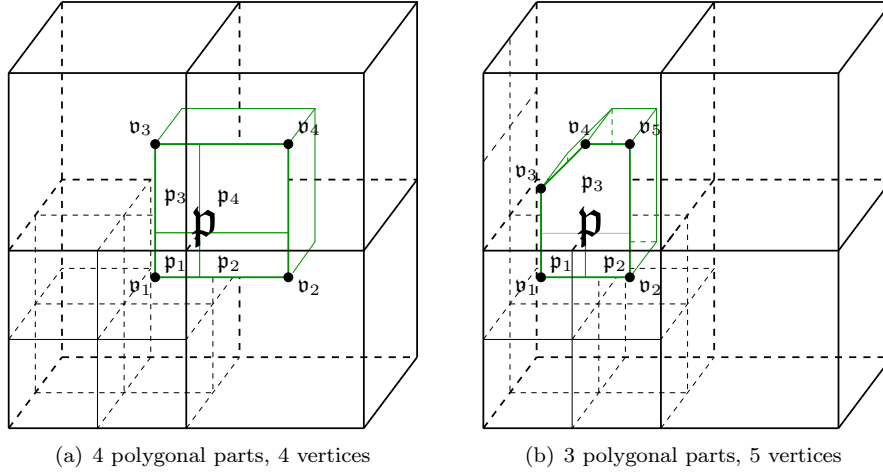 𝔳₃ 𝔳₄
𝔭₃ 𝔭₄
𝔭
𝔭₁ 𝔭₂
𝔳₁ 𝔳₂
(a) 4 polygonal parts, 4 vertices
𝔳₄ 𝔳₅
𝔳₃ 𝔭₃
𝔭
𝔭₁ 𝔭₂
𝔳₁ 𝔳₂
(b) 3 polygonal parts, 5 vertices